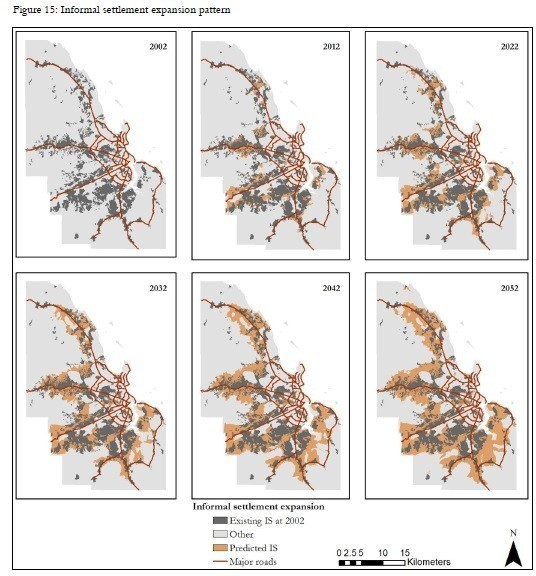 Figure 15: Informal settlement expansion pattern
2002
2012
2022
2032
2042
2052
Informal settlement expansion
Existing IS at 2002
Other
Predicted IS
Major roads
0 2.5 5 10 15
Kilometers
N